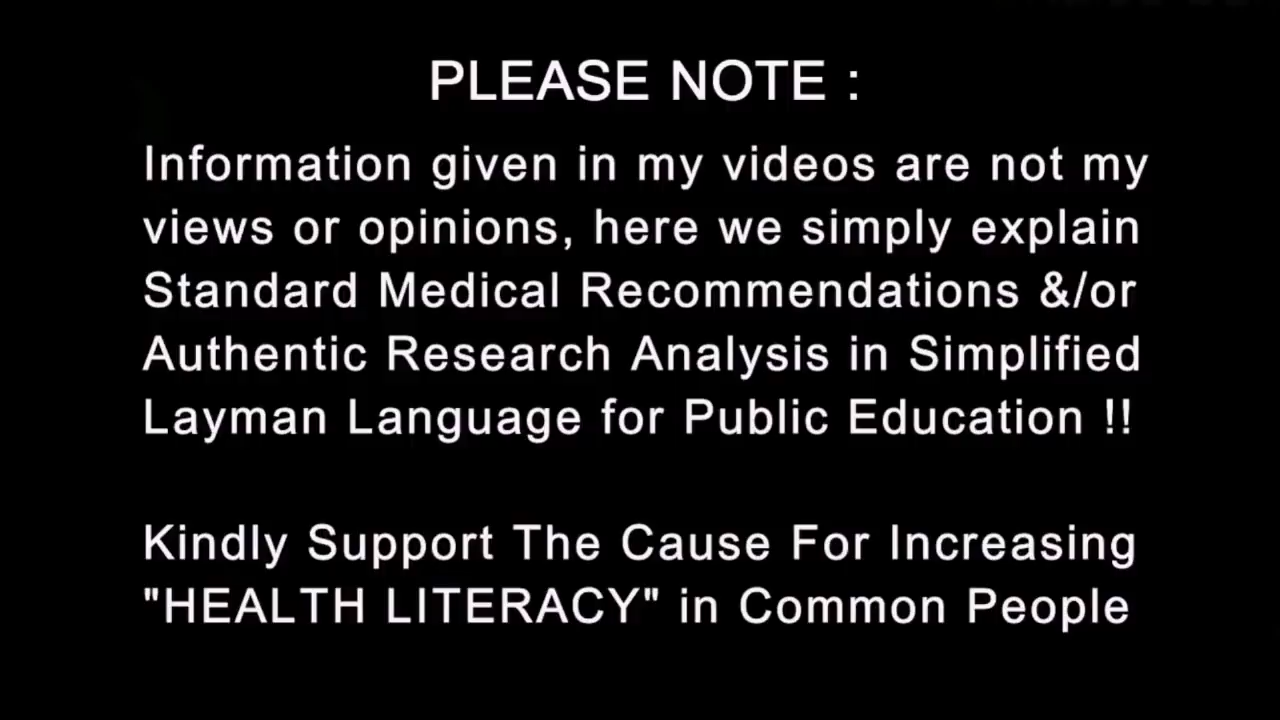 PLEASE NOTE :
Information given in my videos are not my
views or opinions, here we simply explain
Standard Medical Recommendations &/or
Authentic Research Analysis in Simplified
Layman Language for Public Education !!
Kindly Support The Cause For Increasing
"HEALTH LITERACY" in Common People